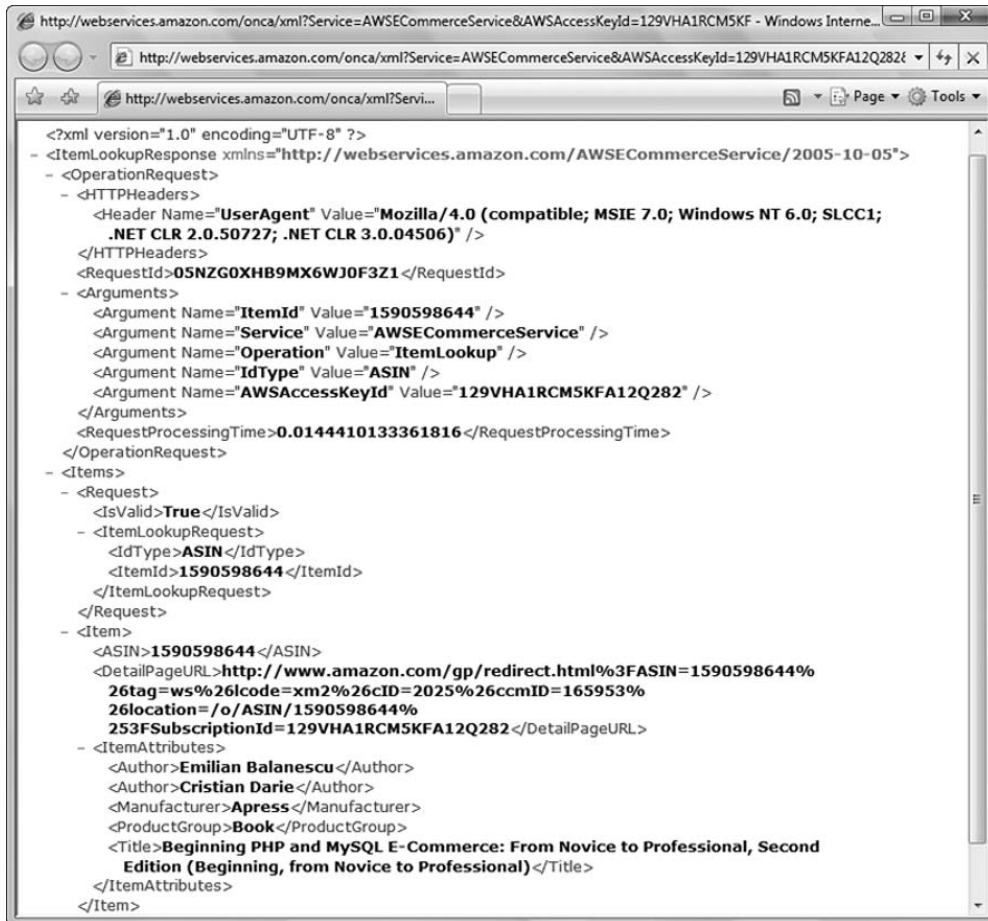 http://webservices.amazon.com/onca/xml?Service=AWSECommerceService&AWSAccessKeyId=129VHA1RCM5KF - Windows Interne...
http://webservices.amazon.com/onca/xml?Service=AWSECommerceService&AWSAccessKeyId=129VHA1RCM5KFA12Q282&
http://webservices.amazon.com/onca/xml?Servi...
Page Tools
<?xml version="1.0" encoding="UTF-8" ?>
- <ItemLookupResponse xmlns="http://webservices.amazon.com/AWSECommerceService/2005-10-05">
- <OperationRequest>
- <HTTPHeaders>
<Header Name="UserAgent" Value="Mozilla/4.0 (compatible; MSIE 7.0; Windows NT 6.0; SLCC1;
.NET CLR 2.0.50727; .NET CLR 3.0.04506)" />
</HTTPHeaders>
<RequestId>05NZG0XHB9MX6WJ0F3Z1</RequestId>
- <Arguments>
<Argument Name="ItemId" Value="1590598644" />
<Argument Name="Service" Value="AWSECommerceService" />
<Argument Name="Operation" Value="ItemLookup" />
<Argument Name="IdType" Value="ASIN" />
<Argument Name="AWSAccessKeyId" Value="129VHA1RCM5KFA12Q282" />
</Arguments>
<RequestProcessingTime>0.0144410133361816</RequestProcessingTime>
</OperationRequest>
- <Items>
- <Request>
<IsValid>True</IsValid>
- <ItemLookupRequest>
<IdType>ASIN</IdType>
<ItemId>1590598644</ItemId>
</ItemLookupRequest>
</Request>
- <Item>
<ASIN>1590598644</ASIN>
<DetailPageURL>http://www.amazon.com/gp/redirect.html%3FASIN=1590598644%
26tag=ws%26lcode=xm2%26cID=2025%26ccmID=165953%
26location=/o/ASIN/1590598644%
253FSubscriptionId=129VHA1RCM5KFA12Q282</DetailPageURL>
- <ItemAttributes>
<Author>Emilian Balanescu</Author>
<Author>Cristian Darie</Author>
<Manufacturer>Apress</Manufacturer>
<ProductGroup>Book</ProductGroup>
<Title>Beginning PHP and MySQL E-Commerce: From Novice to Professional, Second
Edition (Beginning, from Novice to Professional)</Title>
</ItemAttributes>
</Item>